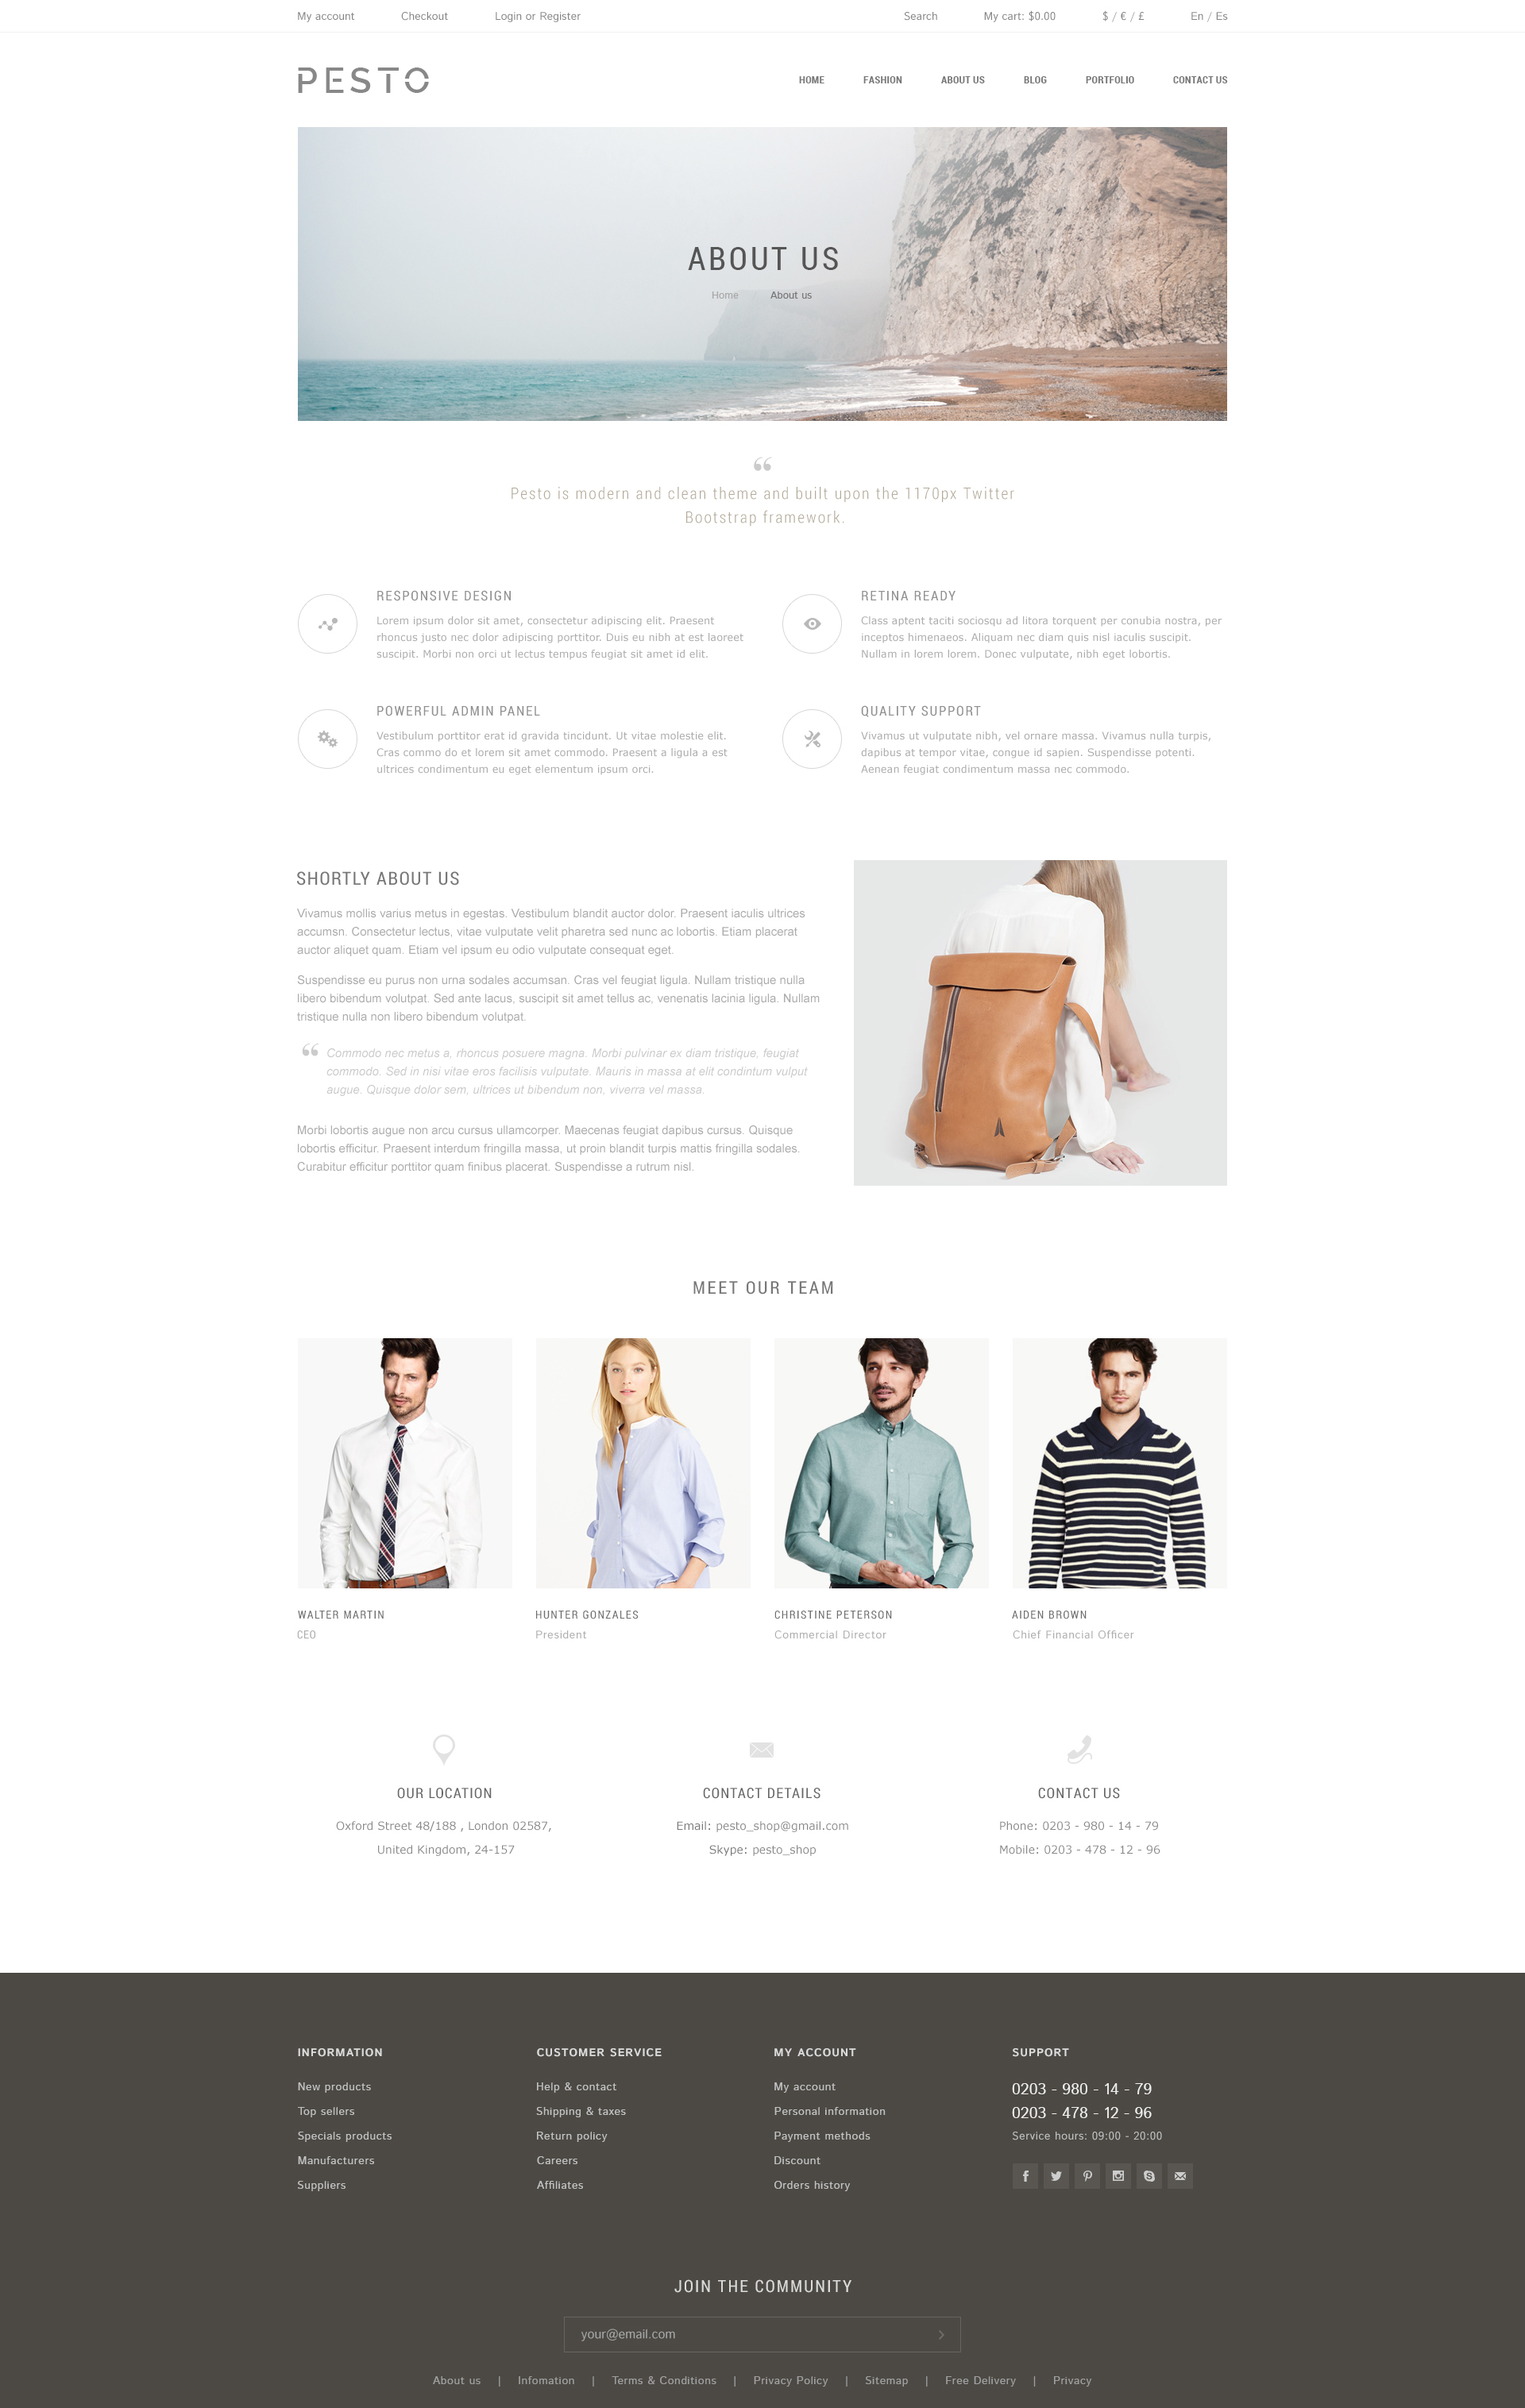 My account Checkout Login or Register Search My cart: $0.00 $ / € / £ En / Es
PESTO HOME FASHION ABOUT US BLOG PORTFOLIO CONTACT US
ABOUT US
Home About us
“
Pesto is modern and clean theme and built upon the 1170px Twitter
Bootstrap framework.
RESPONSIVE DESIGN
Lorem ipsum dolor sit amet, consectetur adipiscing elit. Praesent
rhoncus justo nec dolor adipiscing porttitor. Duis eu nibh at est laoreet
suscipit. Morbi non orci ut lectus tempus feugiat sit amet id elit.
RETINA READY
Class aptent taciti sociosqu ad litora torquent per conubia nostra, per
inceptos himenaeos. Aliquam nec diam quis nisl iaculis suscipit.
Nullam in lorem lorem. Donec vulputate, nibh eget lobortis.
POWERFUL ADMIN PANEL
Vestibulum porttitor erat id gravida tincidunt. Ut vitae molestie elit.
Cras commo do et lorem sit amet commodo. Praesent a ligula a est
ultrices condimentum eu eget elementum ipsum orci.
QUALITY SUPPORT
Vivamus ut vulputate nibh, vel ornare massa. Vivamus nulla turpis,
dapibus at tempor vitae, congue id sapien. Suspendisse potenti.
Aenean feugiat condimentum massa nec commodo.
SHORTLY ABOUT US
Vivamus mollis varius metus in egestas. Vestibulum blandit auctor dolor. Praesent iaculis ultrices
accumsn. Consectetur lectus, vitae vulputate velit pharetra sed nunc ac lobortis. Etiam placerat
auctor aliquet quam. Etiam vel ipsum eu odio vulputate consequat eget.
Suspendisse eu purus non urna sodales accumsan. Cras vel feugiat ligula. Nullam tristique nulla
libero bibendum volutpat. Sed ante lacus, suscipit sit amet tellus ac, venenatis lacinia ligula. Nullam
tristique nulla non libero bibendum volutpat.
“ Commodo nec metus a, rhoncus posuere magna. Morbi pulvinar ex diam tristique, feugiat
commodo. Sed in nisi vitae eros facilisis vulputate. Mauris in massa at elit condintum vulput
augue. Quisque dolor sem, ultrices ut bibendum non, viverra vel massa.
Morbi lobortis augue non arcu cursus ullamcorper. Maecenas feugiat dapibus cursus. Quisque
lobortis efficitur. Praesent interdum fringilla massa, ut proin blandit turpis mattis fringilla sodales.
Curabitur efficitur porttitor quam finibus placerat. Suspendisse a rutrum nisl.
MEET OUR TEAM
WALTER MARTIN
CEO
HUNTER GONZALES
President
CHRISTINE PETERSON
Commercial Director
AIDEN BROWN
Chief Financial Officer
OUR LOCATION
Oxford Street 48/188 , London 02587,
United Kingdom, 24-157
CONTACT DETAILS
Email: pesto_shop@gmail.com
Skype: pesto_shop
CONTACT US
Phone: 0203 - 980 - 14 - 79
Mobile: 0203 - 478 - 12 - 96
INFORMATION
New products
Top sellers
Specials products
Manufacturers
Suppliers
CUSTOMER SERVICE
Help & contact
Shipping & taxes
Return policy
Careers
Affiliates
MY ACCOUNT
My account
Personal information
Payment methods
Discount
Orders history
SUPPORT
0203 - 980 - 14 - 79
0203 - 478 - 12 - 96
Service hours: 09:00 - 20:00
JOIN THE COMMUNITY
your@email.com
About us | Infomation | Terms & Conditions | Privacy Policy | Sitemap | Free Delivery | Privacy